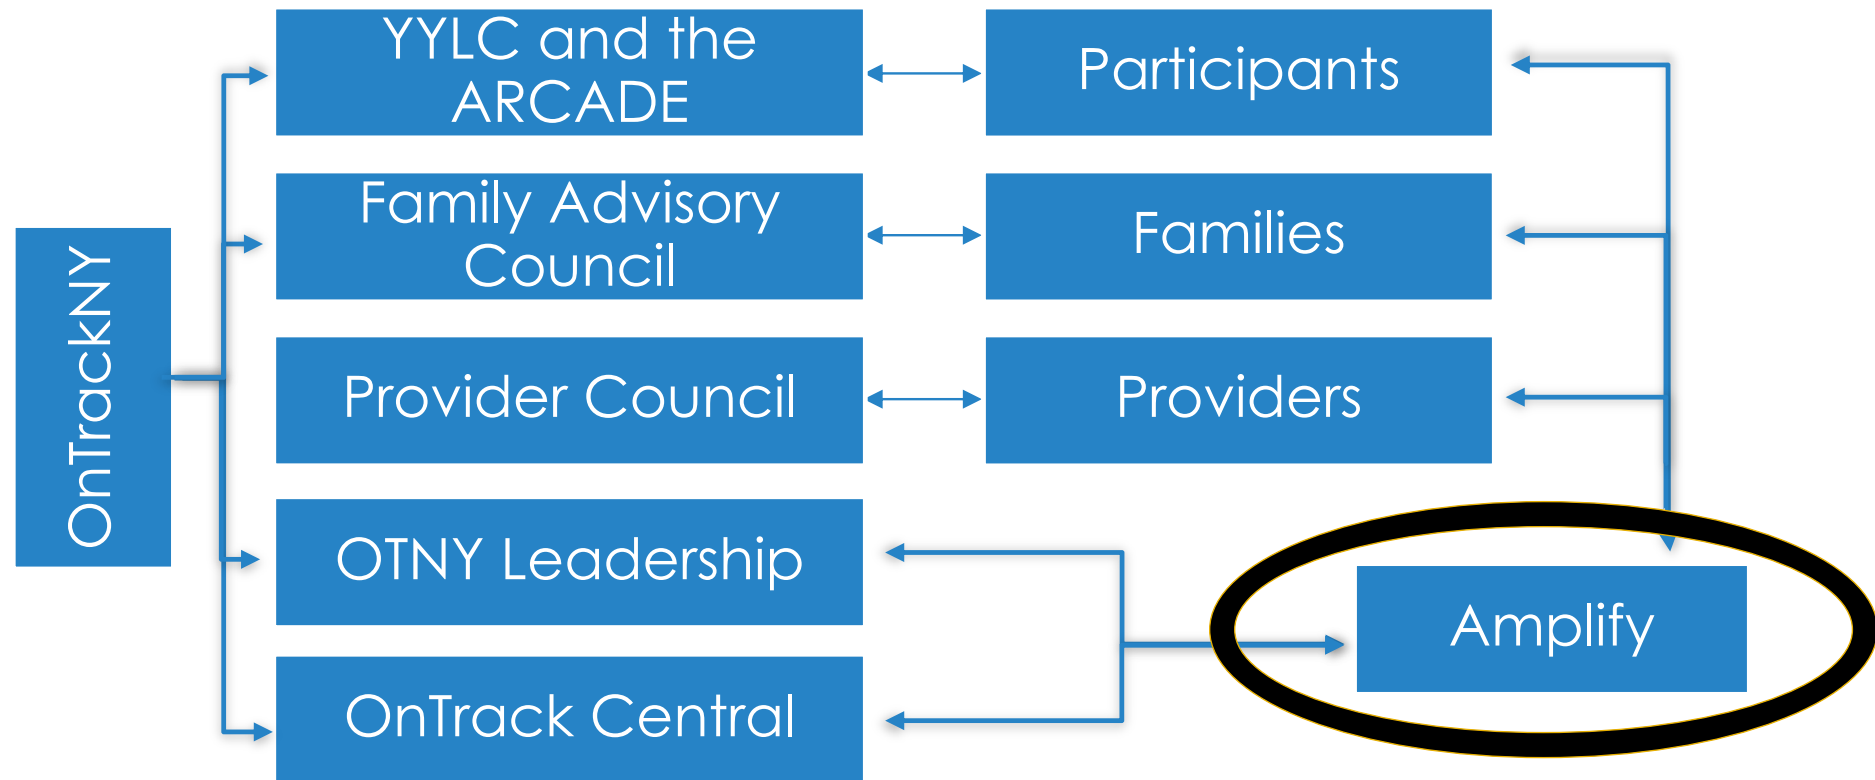 OnTrackNY
YYLC and the
ARCADE
Participants
Family Advisory
Council
Families
Provider Council
Providers
OTNY Leadership
OnTrack Central
Amplify